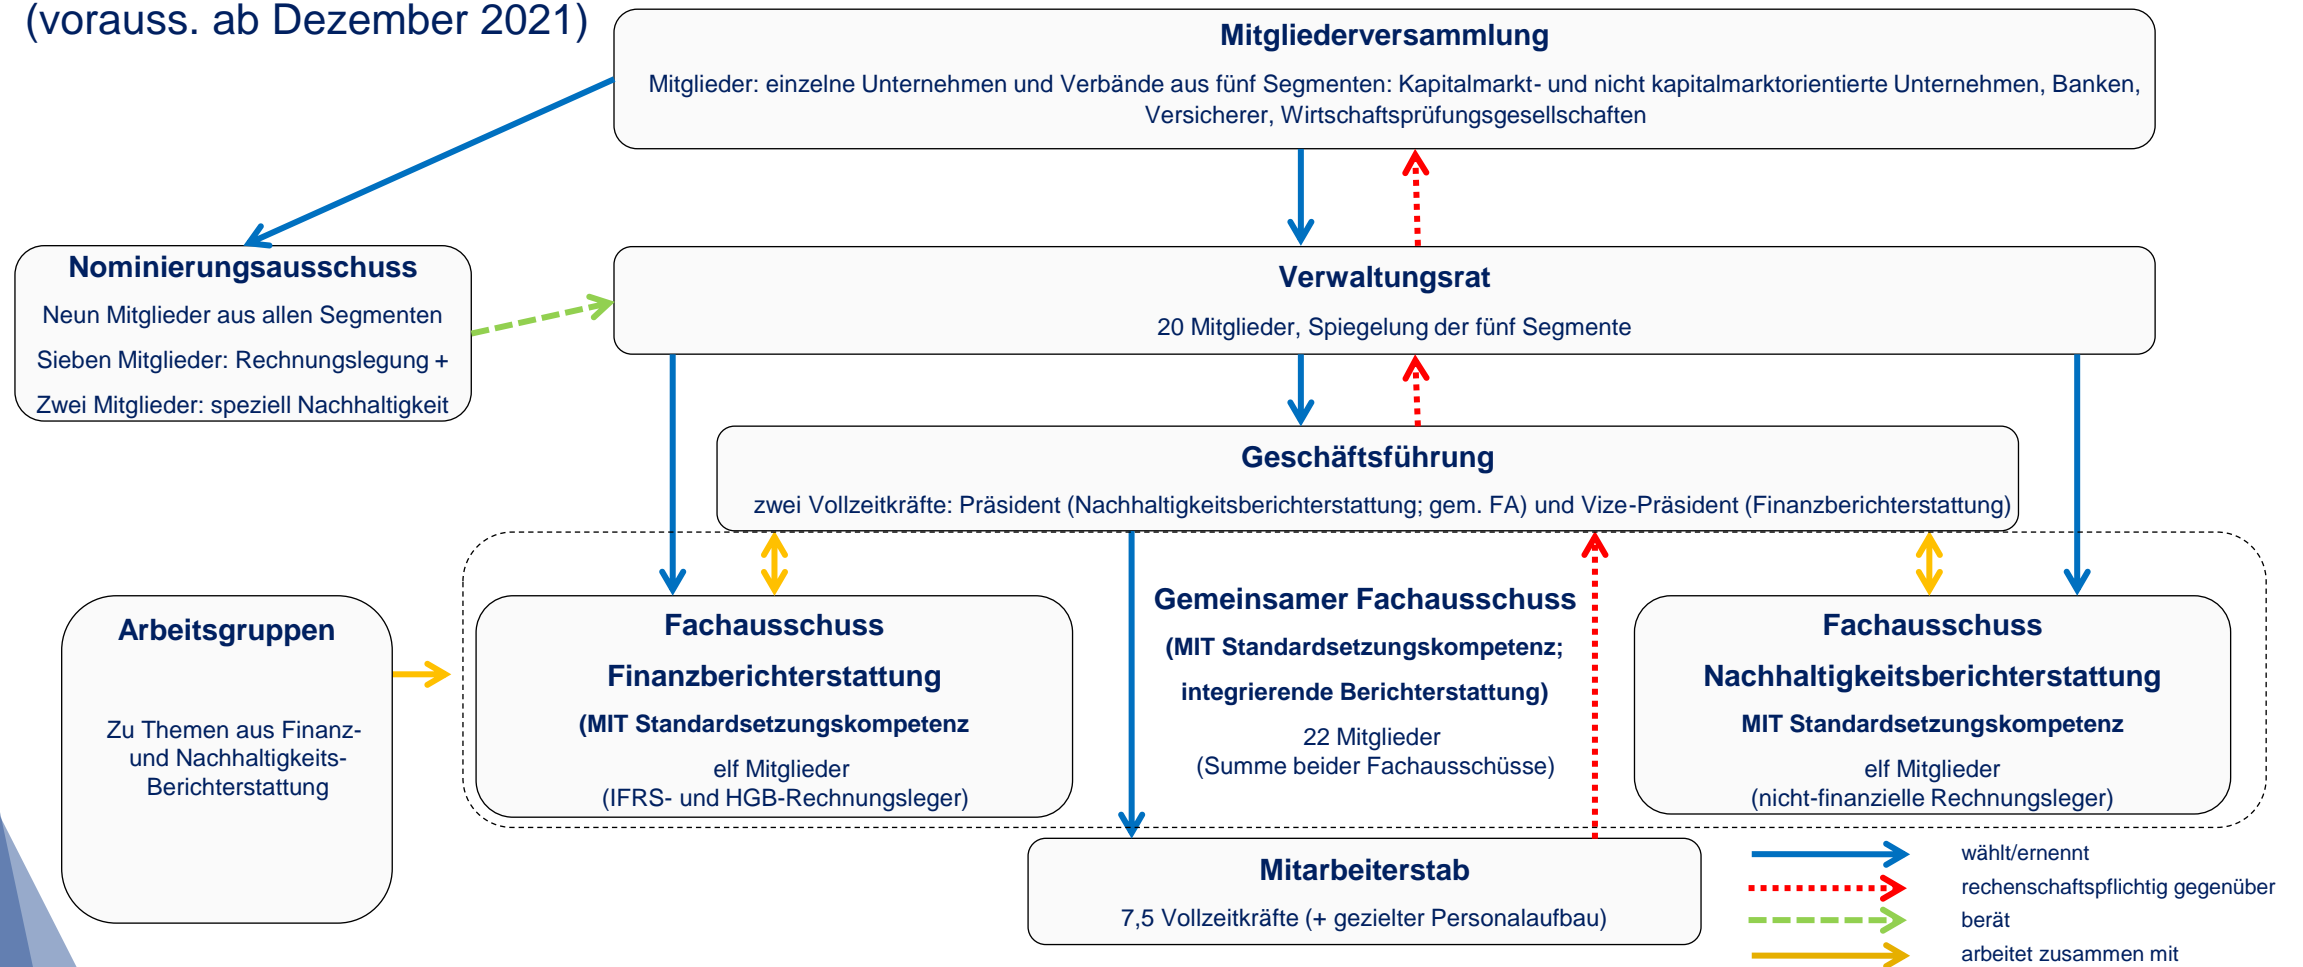 (vorauss. ab Dezember 2021)
Mitgliederversammlung
Mitglieder: einzelne Unternehmen und Verbände aus fünf Segmenten: Kapitalmarkt- und nicht kapitalmarktorientierte Unternehmen, Banken,
Versicherer, Wirtschaftsprüfungsgesellschaften
Nominierungsausschuss
Neun Mitglieder aus allen Segmenten
Sieben Mitglieder: Rechnungslegung +
Zwei Mitglieder: speziell Nachhaltigkeit
Verwaltungsrat
20 Mitglieder, Spiegelung der fünf Segmente
Geschäftsführung
zwei Vollzeitkräfte: Präsident (Nachhaltigkeitsberichterstattung; gem. FA) und Vize-Präsident (Finanzberichterstattung)
Arbeitsgruppen
Zu Themen aus Finanz-
und Nachhaltigkeits-
Berichterstattung
Fachausschuss
Finanzberichterstattung
(MIT Standardsetzungskompetenz
elf Mitglieder
(IFRS- und HGB-Rechnungsleger)
Gemeinsamer Fachausschuss
(MIT Standardsetzungskompetenz;
integrierende Berichterstattung)
22 Mitglieder
(Summe beider Fachausschüsse)
Fachausschuss
Nachhaltigkeitsberichterstattung
MIT Standardsetzungskompetenz
elf Mitglieder
(nicht-finanzielle Rechnungsleger)
Mitarbeiterstab
7,5 Vollzeitkräfte (+ gezielter Personalaufbau)
wählt/ernennt
rechenschaftspflichtig gegenüber
berät
arbeitet zusammen mit